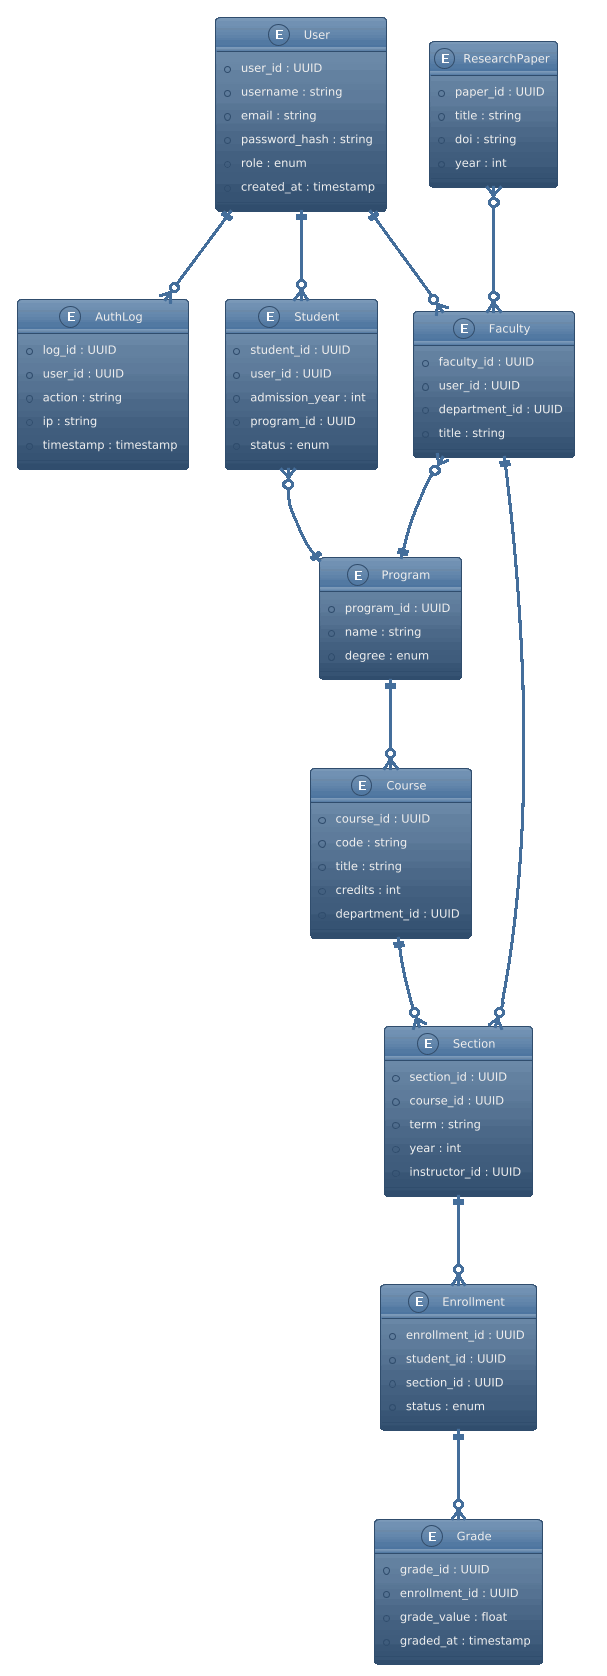 E User
user_id : UUID
username : string
email : string
password_hash : string
role : enum
created_at : timestamp
E ResearchPaper
paper_id : UUID
title : string
doi : string
year : int
E AuthLog
log_id : UUID
user_id : UUID
action : string
ip : string
timestamp : timestamp
E Student
student_id : UUID
user_id : UUID
admission_year : int
program_id : UUID
status : enum
E Faculty
faculty_id : UUID
user_id : UUID
department_id : UUID
title : string
E Program
program_id : UUID
name : string
degree : enum
E Course
course_id : UUID
code : string
title : string
credits : int
department_id : UUID
E Section
section_id : UUID
course_id : UUID
term : string
year : int
instructor_id : UUID
E Enrollment
enrollment_id : UUID
student_id : UUID
section_id : UUID
status : enum
E Grade
grade_id : UUID
enrollment_id : UUID
grade_value : float
graded_at : timestamp